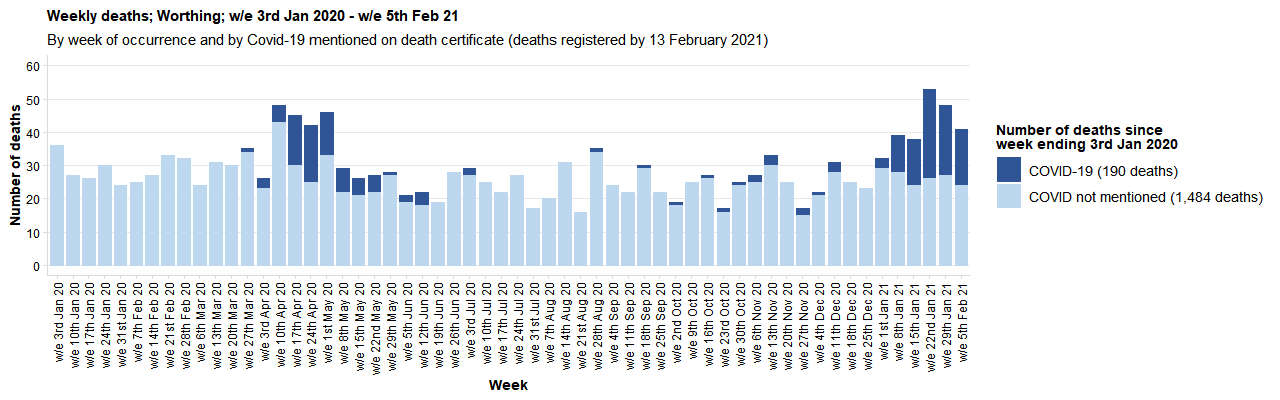 Weekly deaths; Worthing; w/e 3rd Jan 2020 - w/e 5th Feb 21
By week of occurrence and by Covid-19 mentioned on death certificate (deaths registered by 13 February 2021)
Number of deaths
60
50
40
30
20
10
0
w/e 3rd Jan 20
w/e 10th Jan 20
w/e 17th Jan 20
w/e 24th Jan 20
w/e 31st Jan 20
w/e 7th Feb 20
w/e 14th Feb 20
w/e 21st Feb 20
w/e 28th Feb 20
w/e 6th Mar 20
w/e 13th Mar 20
w/e 20th Mar 20
w/e 27th Mar 20
w/e 3rd Apr 20
w/e 10th Apr 20
w/e 17th Apr 20
w/e 24th Apr 20
w/e 1st May 20
w/e 8th May 20
w/e 15th May 20
w/e 22nd May 20
w/e 29th May 20
w/e 5th Jun 20
w/e 12th Jun 20
w/e 19th Jun 20
w/e 26th Jun 20
w/e 3rd Jul 20
w/e 10th Jul 20
w/e 17th Jul 20
w/e 24th Jul 20
w/e 31st Jul 20
w/e 7th Aug 20
w/e 14th Aug 20
w/e 21st Aug 20
w/e 28th Aug 20
w/e 4th Sep 20
w/e 11th Sep 20
w/e 18th Sep 20
w/e 25th Sep 20
w/e 2nd Oct 20
w/e 9th Oct 20
w/e 16th Oct 20
w/e 23rd Oct 20
w/e 30th Oct 20
w/e 6th Nov 20
w/e 13th Nov 20
w/e 20th Nov 20
w/e 27th Nov 20
w/e 4th Dec 20
w/e 11th Dec 20
w/e 18th Dec 20
w/e 25th Dec 20
w/e 1st Jan 21
w/e 8th Jan 21
w/e 15th Jan 21
w/e 22nd Jan 21
w/e 29th Jan 21
w/e 5th Feb 21
Week
Number of deaths since
week ending 3rd Jan 2020
COVID-19 (190 deaths)
COVID not mentioned (1,484 deaths)